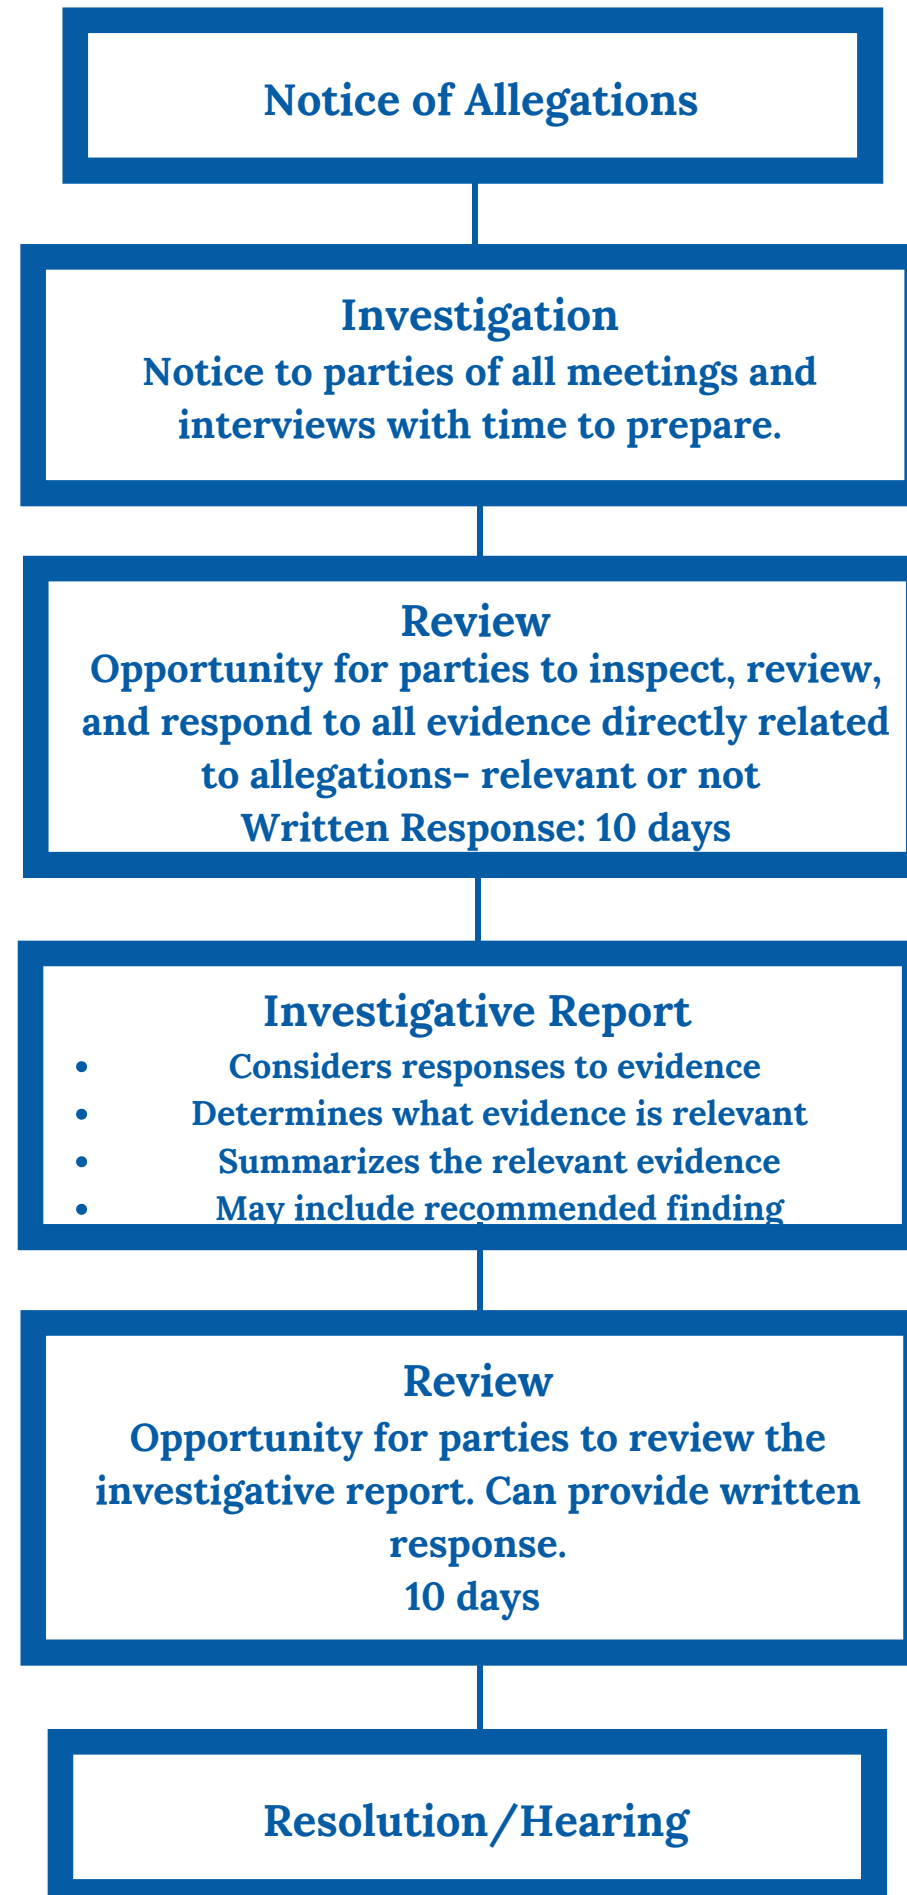 Notice of Allegations
Investigation
Notice to parties of all meetings and
interviews with time to prepare.
Review
Opportunity for parties to inspect, review,
and respond to all evidence directly related
to allegations- relevant or not
Written Response: 10 days
Investigative Report
• Considers responses to evidence
• Determines what evidence is relevant
• Summarizes the relevant evidence
• May include recommended finding
Review
Opportunity for parties to review the
investigative report. Can provide written
response.
10 days
Resolution/Hearing